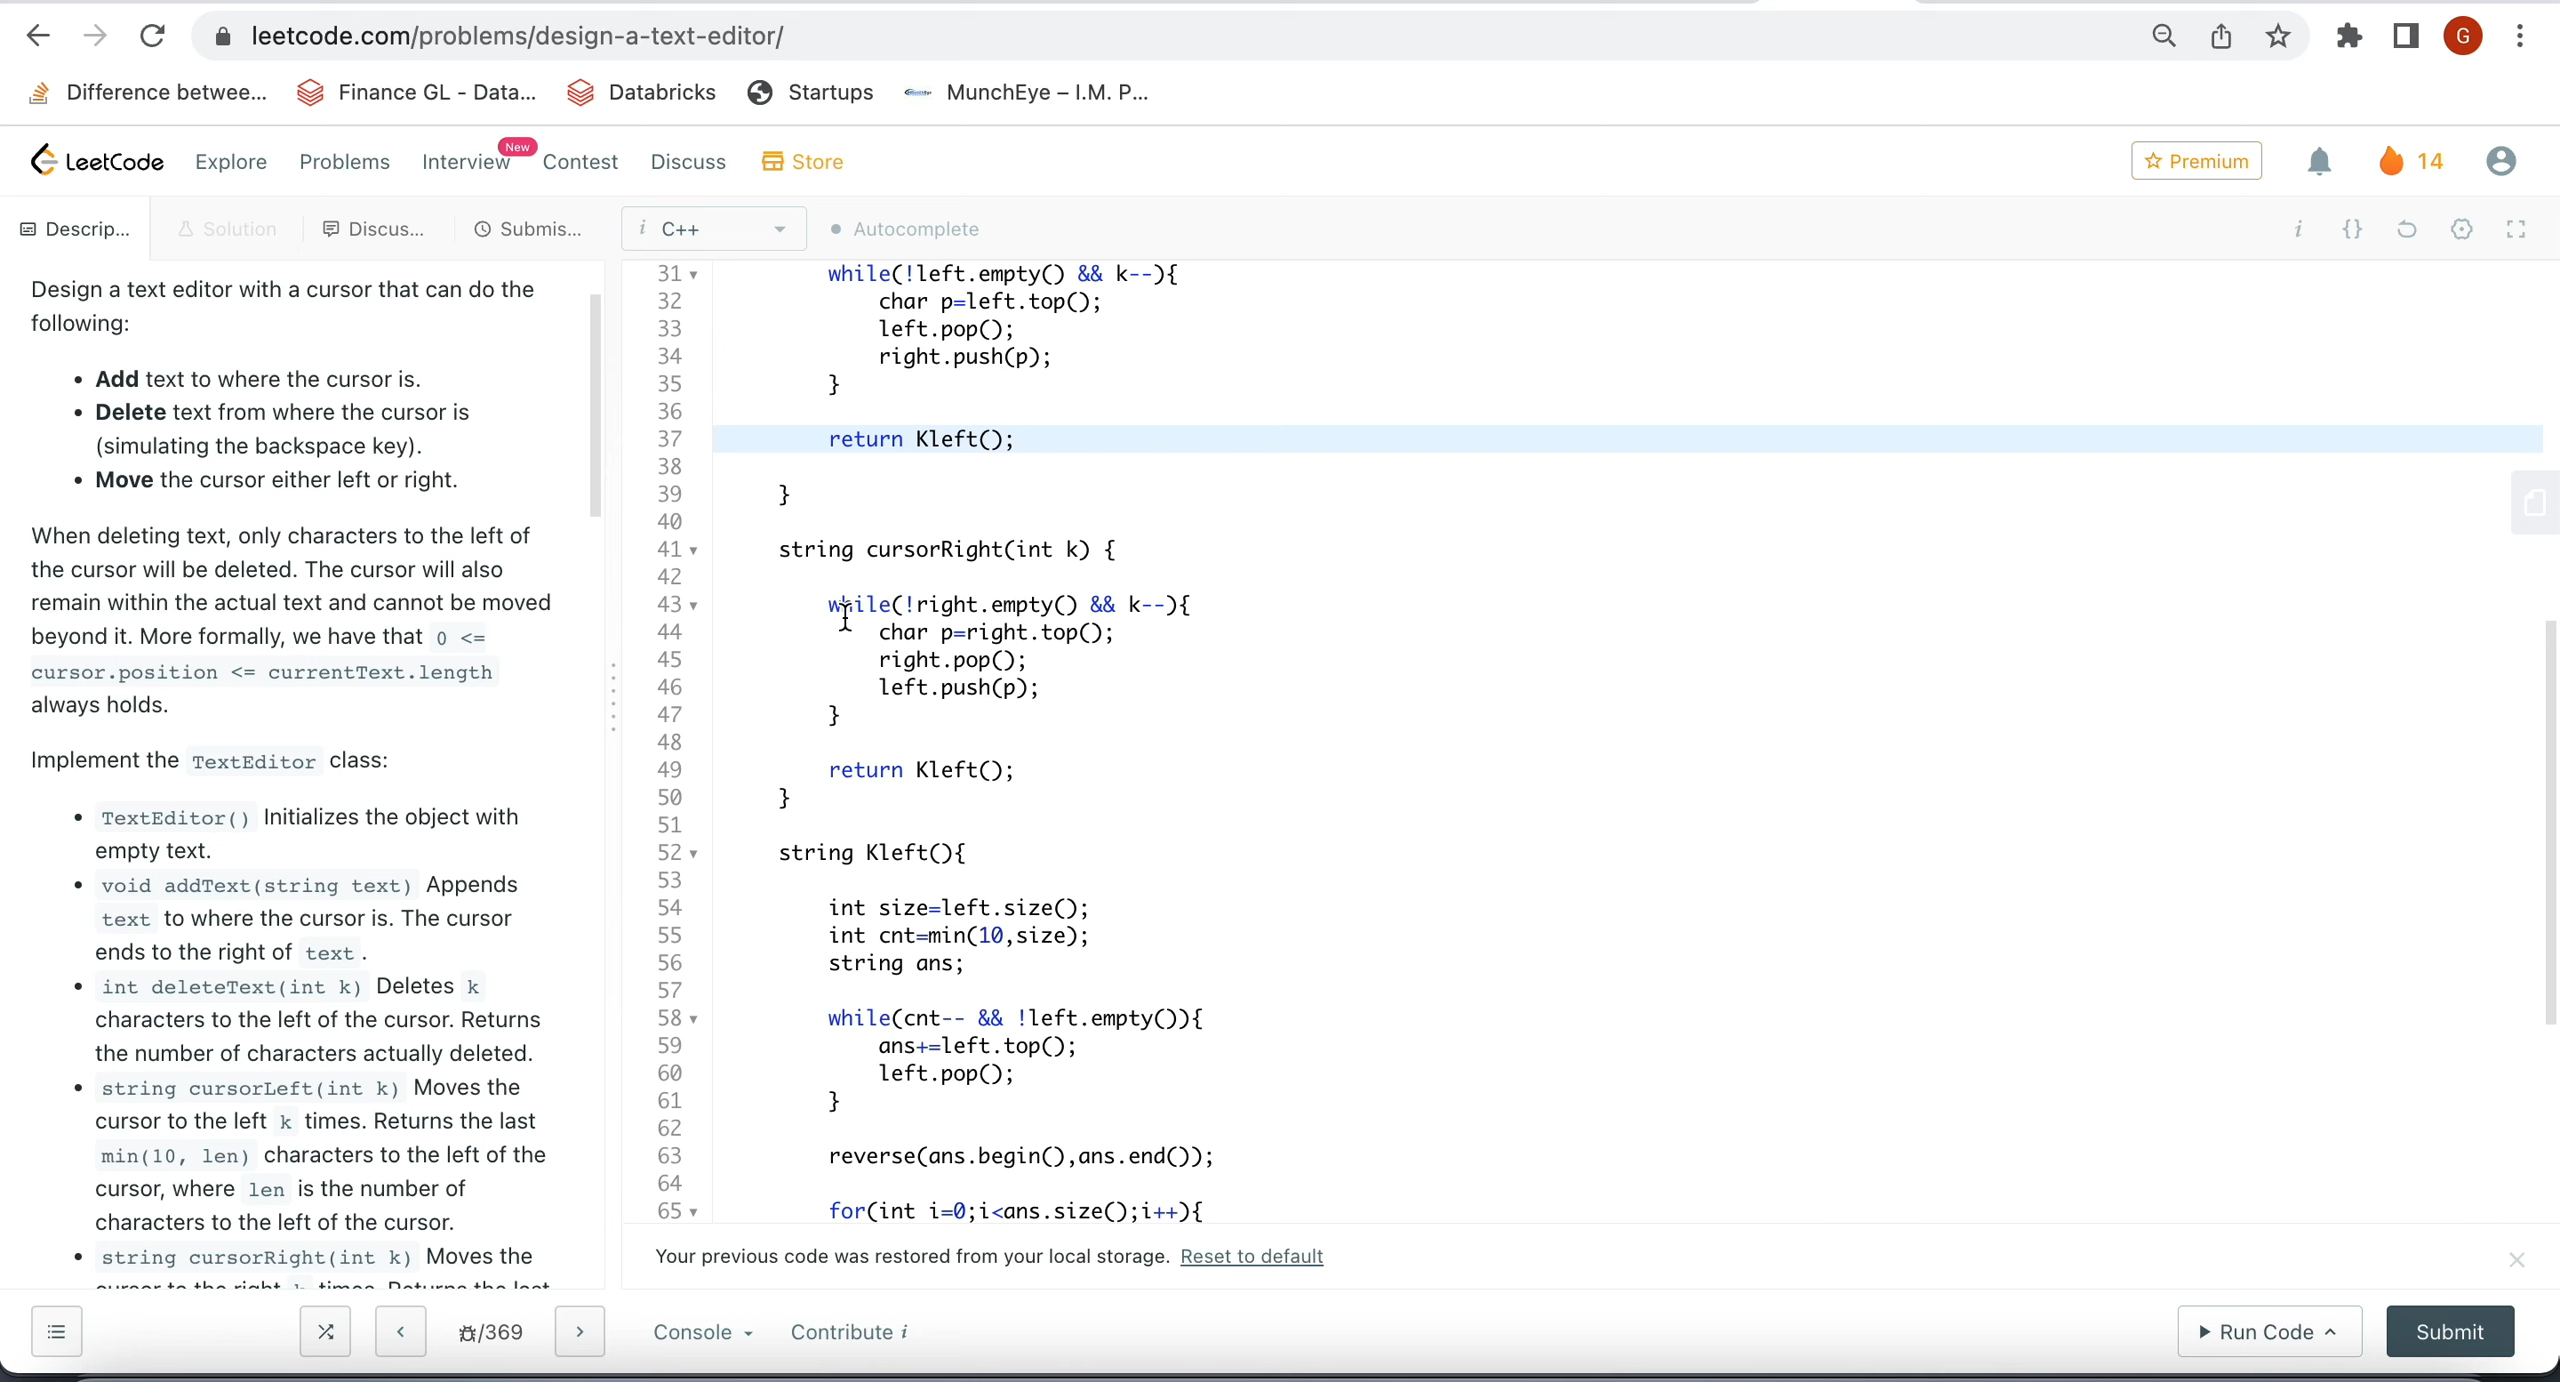 leetcode.com/problems/design-a-text-editor/
G
Difference betwee...
Finance GL - Data...
Databricks
Startups
MunchEye – I.M. P...
LeetCode
Explore
Problems
Interview
New
Contest
Discuss
Store
Premium
14
Descrip...
Solution
Discus...
Submis...
i C++
Autocomplete
i
{}
Design a text editor with a cursor that can do the
following:
• Add text to where the cursor is.
• Delete text from where the cursor is
(simulating the backspace key).
• Move the cursor either left or right.
When deleting text, only characters to the left of
the cursor will be deleted. The cursor will also
remain within the actual text and cannot be moved
beyond it. More formally, we have that 0 <=
cursor.position <= currentText.length
always holds.
Implement the TextEditor class:
• TextEditor() Initializes the object with
empty text.
• void addText(string text) Appends
text to where the cursor is. The cursor
ends to the right of text.
• int deleteText(int k) Deletes k
characters to the left of the cursor. Returns
the number of characters actually deleted.
• string cursorLeft(int k) Moves the
cursor to the left k times. Returns the last
min(10, len) characters to the left of the
cursor, where len is the number of
characters to the left of the cursor.
• string cursorRight(int k) Moves the
cursor to the right k times. Returns the last
31 while(!left.empty() && k--){
32 char p=left.top();
33 left.pop();
34 right.push(p);
35 }
36
37 return Kleft();
38
39 }
40
41 string cursorRight(int k) {
42
43 while(!right.empty() && k--){
44 char p=right.top();
45 right.pop();
46 left.push(p);
47 }
48
49 return Kleft();
50 }
51
52 string Kleft(){
53
54 int size=left.size();
55 int cnt=min(10,size);
56 string ans;
57
58 while(cnt-- && !left.empty()){
59 ans+=left.top();
60 left.pop();
61 }
62
63 reverse(ans.begin(),ans.end());
64
65 for(int i=0;i<ans.size();i++){
Your previous code was restored from your local storage. Reset to default
/369
Console
Contribute i
Run Code
Submit